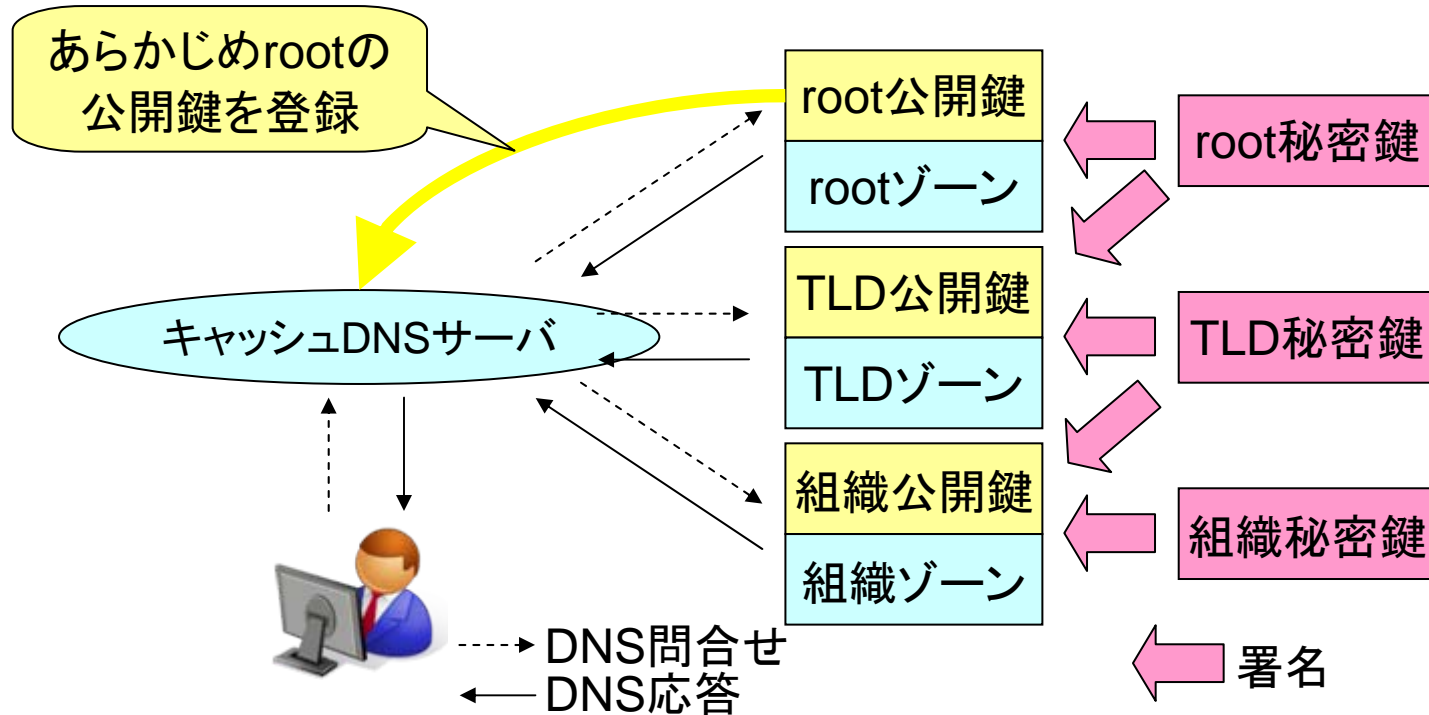 あらかじめrootの
公開鍵を登録
root公開鍵
rootゾーン
root秘密鍵
TLD公開鍵
TLDゾーン
TLD秘密鍵
キャッシュDNSサーバ
組織公開鍵
組織ゾーン
組織秘密鍵
DNS問合せ
DNS応答
署名